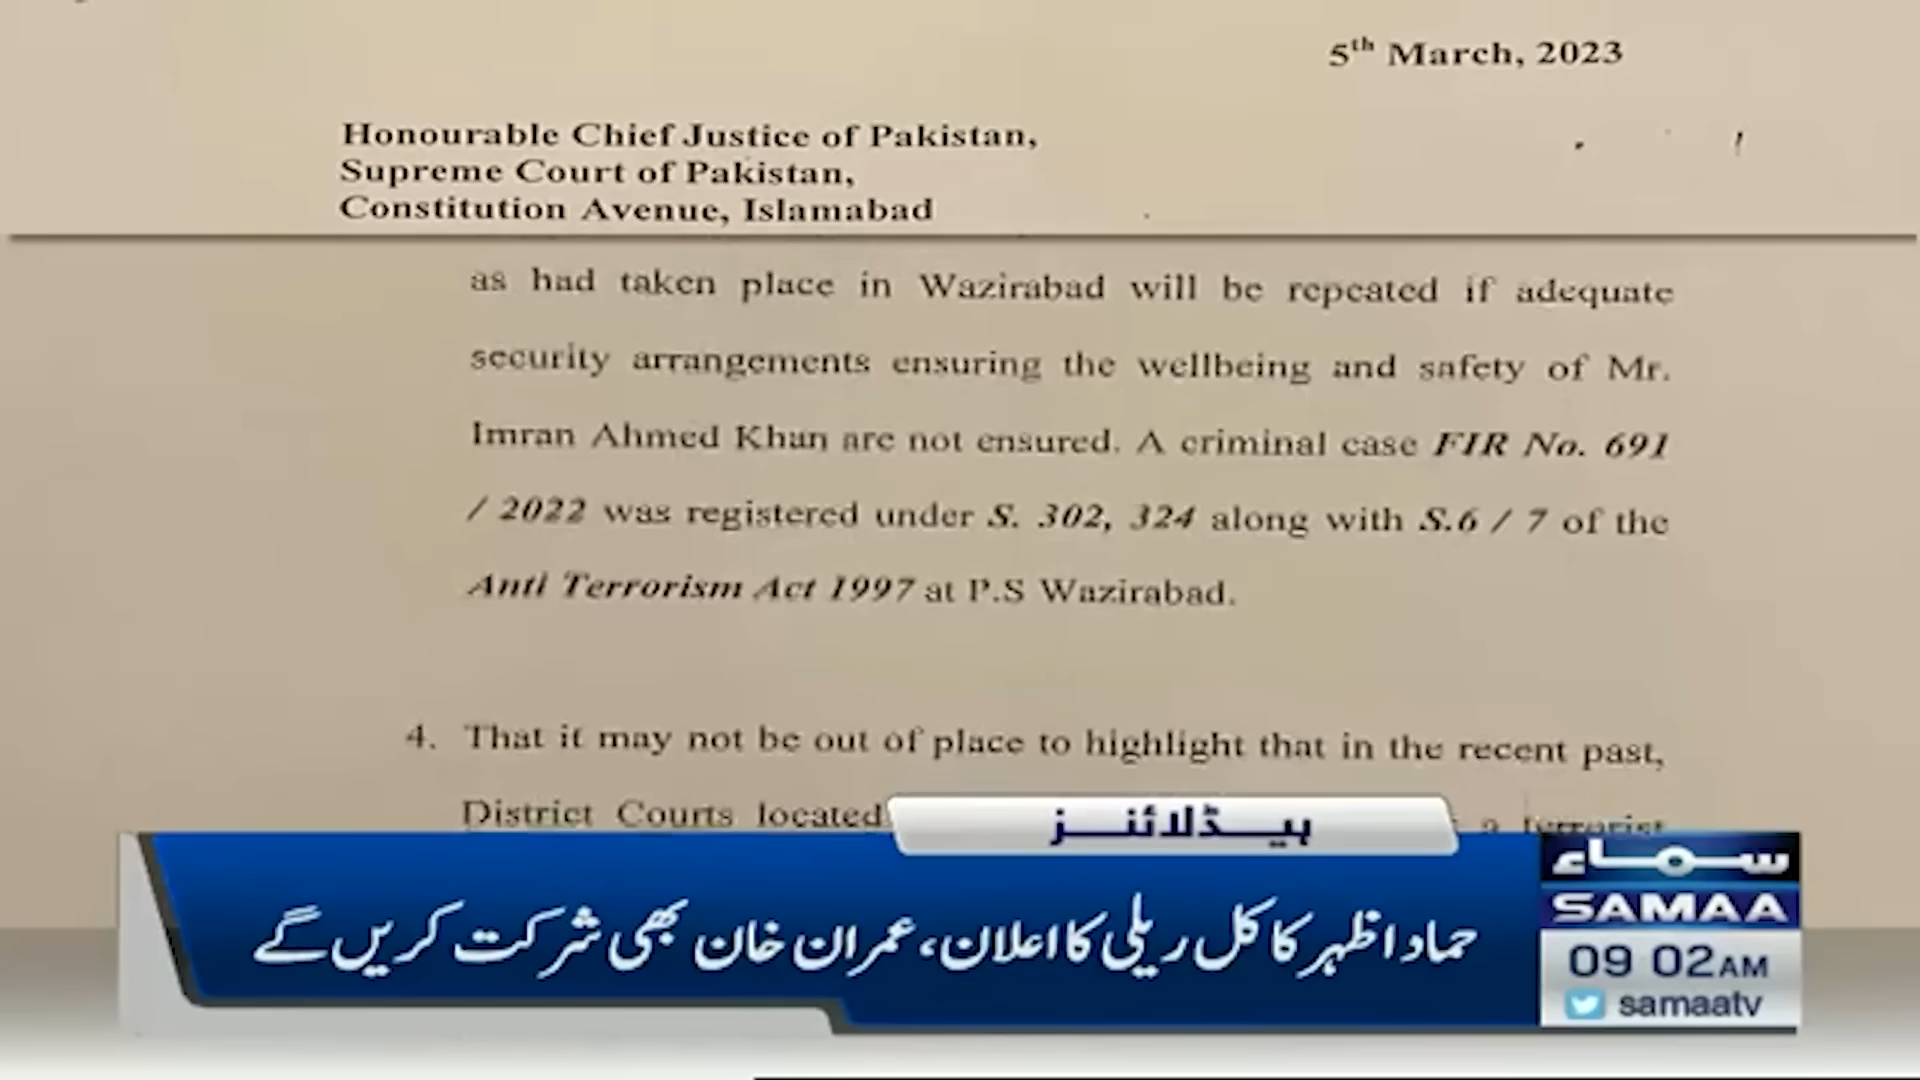 5th March, 2023
Honourable Chief Justice of Pakistan,
Supreme Court of Pakistan,
Constitution Avenue, Islamabad
as had taken place in Wazirabad will be repeated if adequate
security arrangements ensuring the wellbeing and safety of Mr.
Imran Ahmed Khan are not ensured. A criminal case FIR No. 691
/ 2022 was registered under S. 302, 324 along with S.6 / 7 of the
Anti Terrorism Act 1997 at P.S Wazirabad.
4. That it may not be out of place to highlight that in the recent past,
District Courts located a terrorist
ہیڈلائنز
حماد اظہر کا کل ریلی کا اعلان، عمران خان بھی شرکت کریں گے
سماء
SAMAA
09 02AM
samaatv